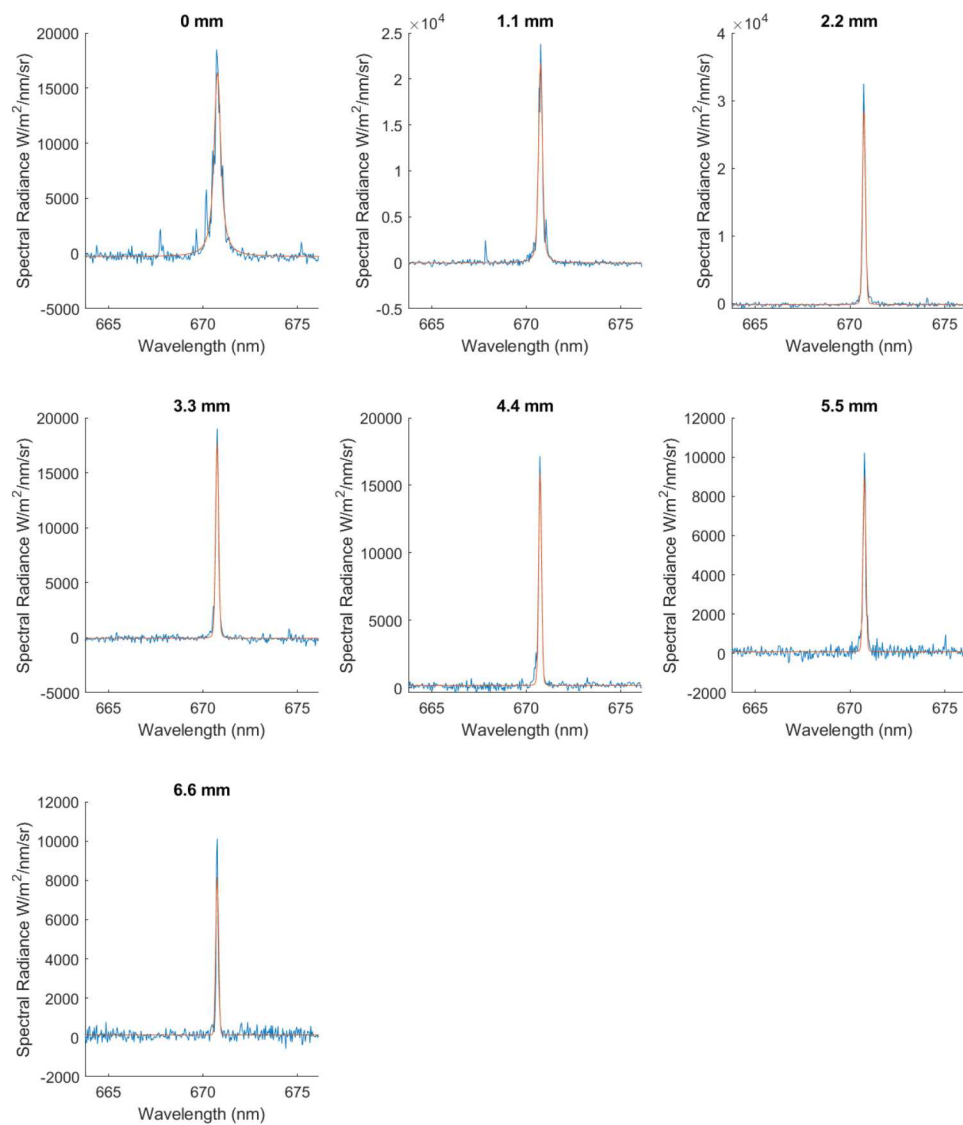 0 mm
20000
15000
10000
5000
0
-5000
665 670 675
Wavelength (nm)
Spectral Radiance W/m²/nm/sr)
1.1 mm
×10⁴
2.5
2
1.5
1
0.5
0
-0.5
665 670 675
Wavelength (nm)
Spectral Radiance W/m²/nm/sr)
2.2 mm
×10⁴
4
3
2
1
0
665 670 675
Wavelength (nm)
Spectral Radiance W/m²/nm/sr)
3.3 mm
20000
15000
10000
5000
0
-5000
665 670 675
Wavelength (nm)
Spectral Radiance W/m²/nm/sr)
4.4 mm
20000
15000
10000
5000
0
665 670 675
Wavelength (nm)
Spectral Radiance W/m²/nm/sr)
5.5 mm
12000
10000
8000
6000
4000
2000
0
-2000
665 670 675
Wavelength (nm)
Spectral Radiance W/m²/nm/sr)
6.6 mm
12000
10000
8000
6000
4000
2000
0
-2000
665 670 675
Wavelength (nm)
Spectral Radiance W/m²/nm/sr)